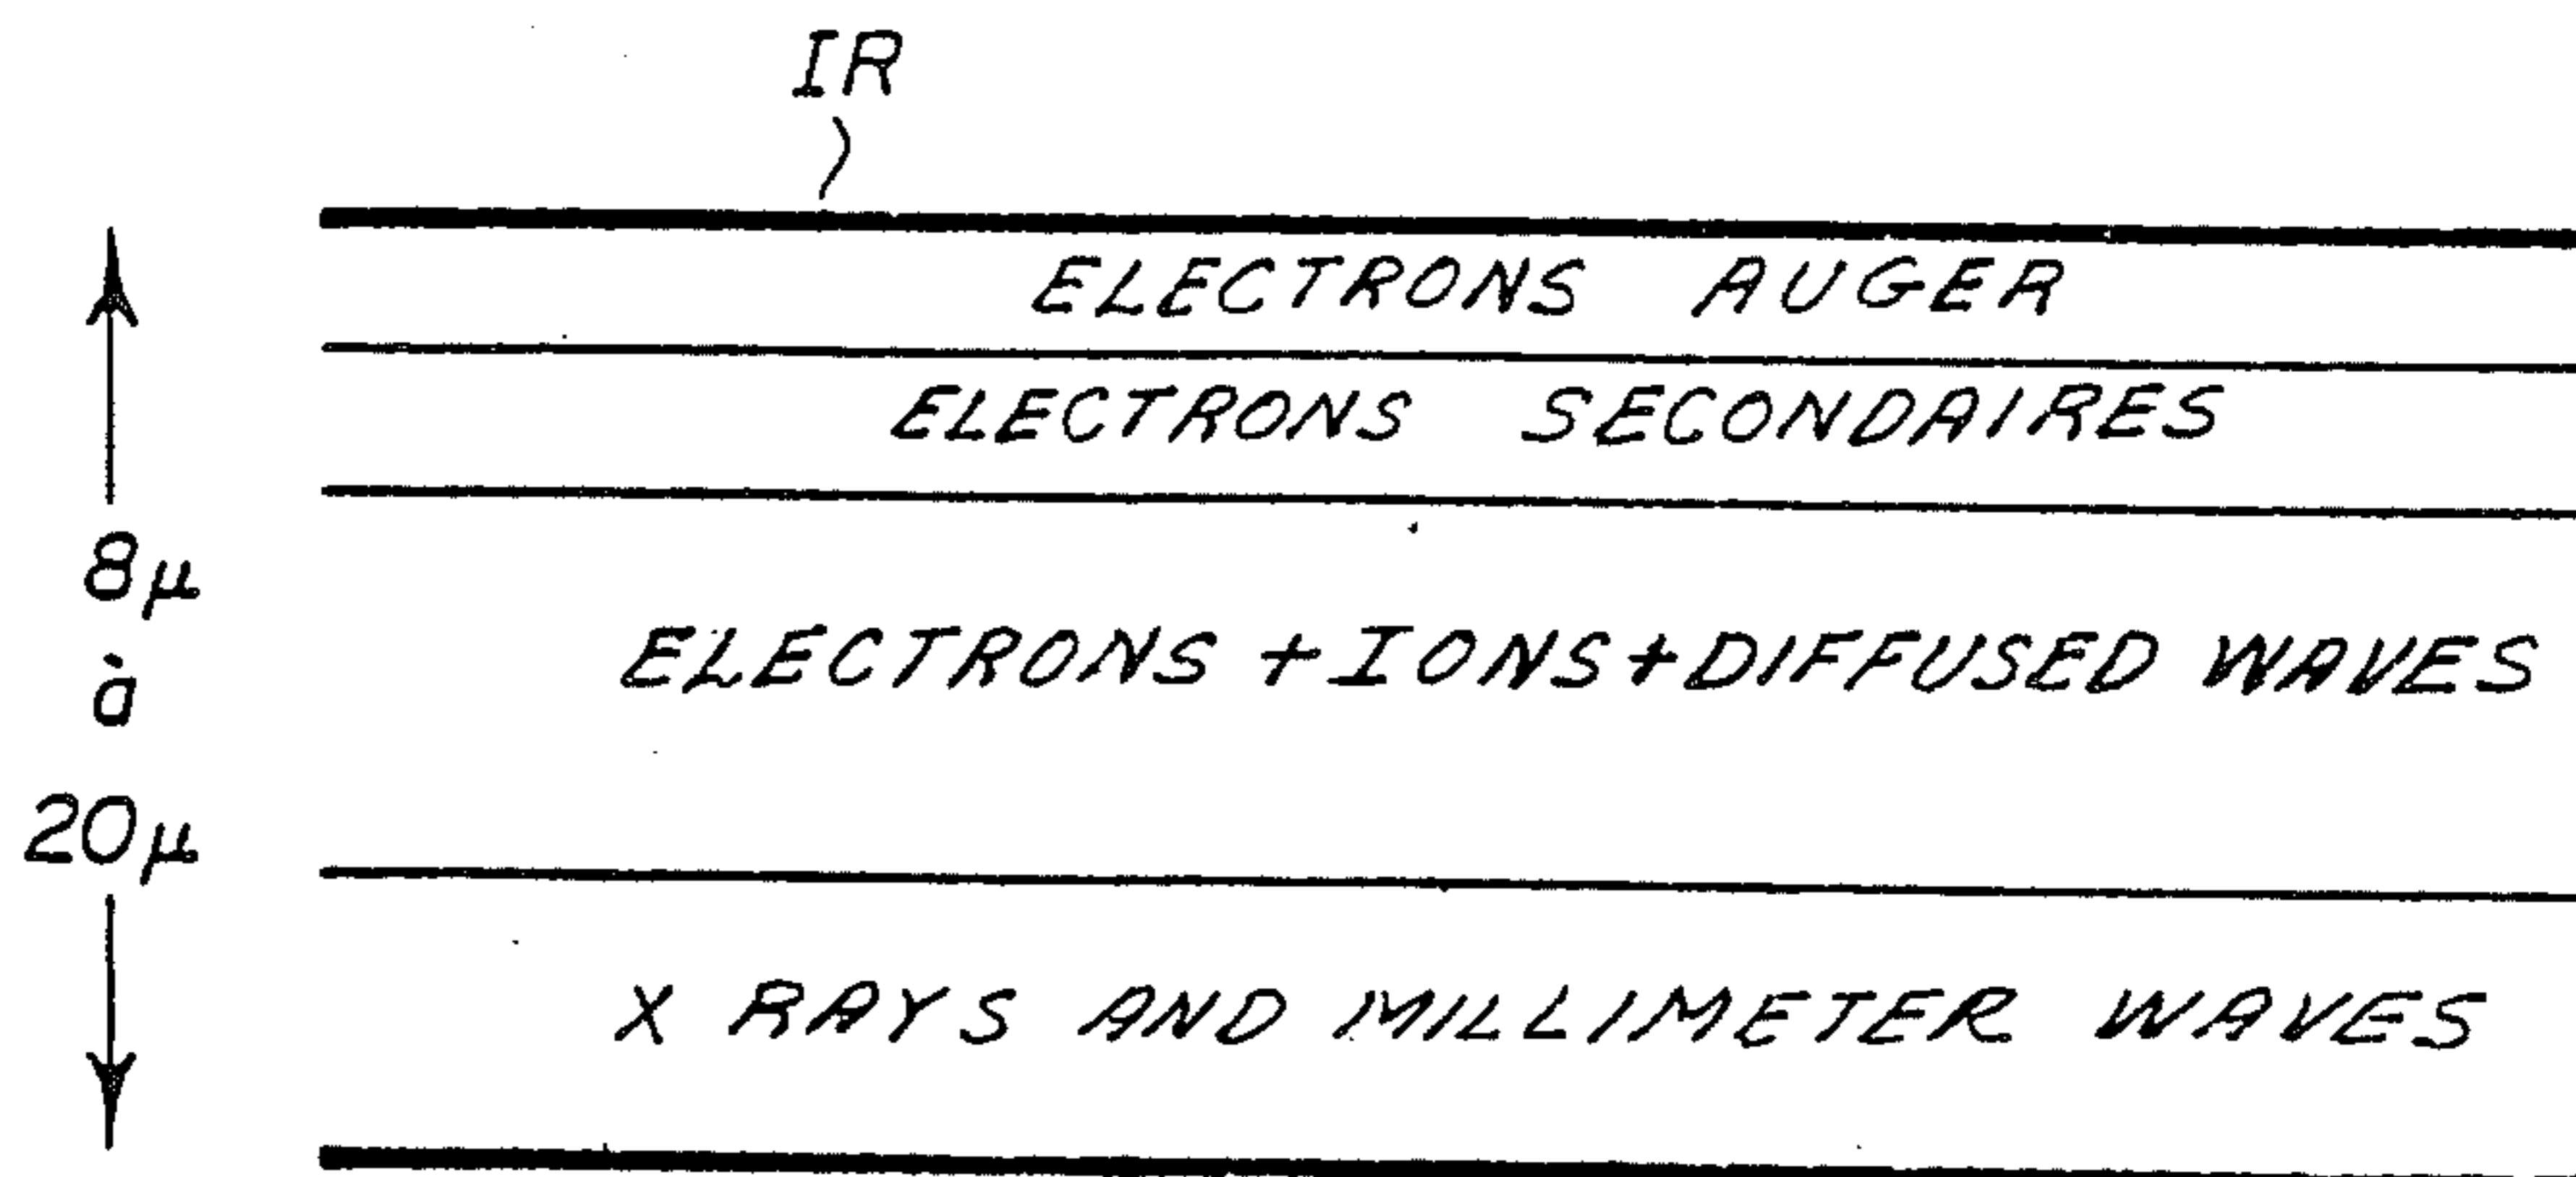 IR
ELECTRONS AUGER
ELECTRONS SECONDAIRES
8μ
à
20μ
ELECTRONS + IONS + DIFFUSED WAVES
X RAYS AND MILLIMETER WAVES